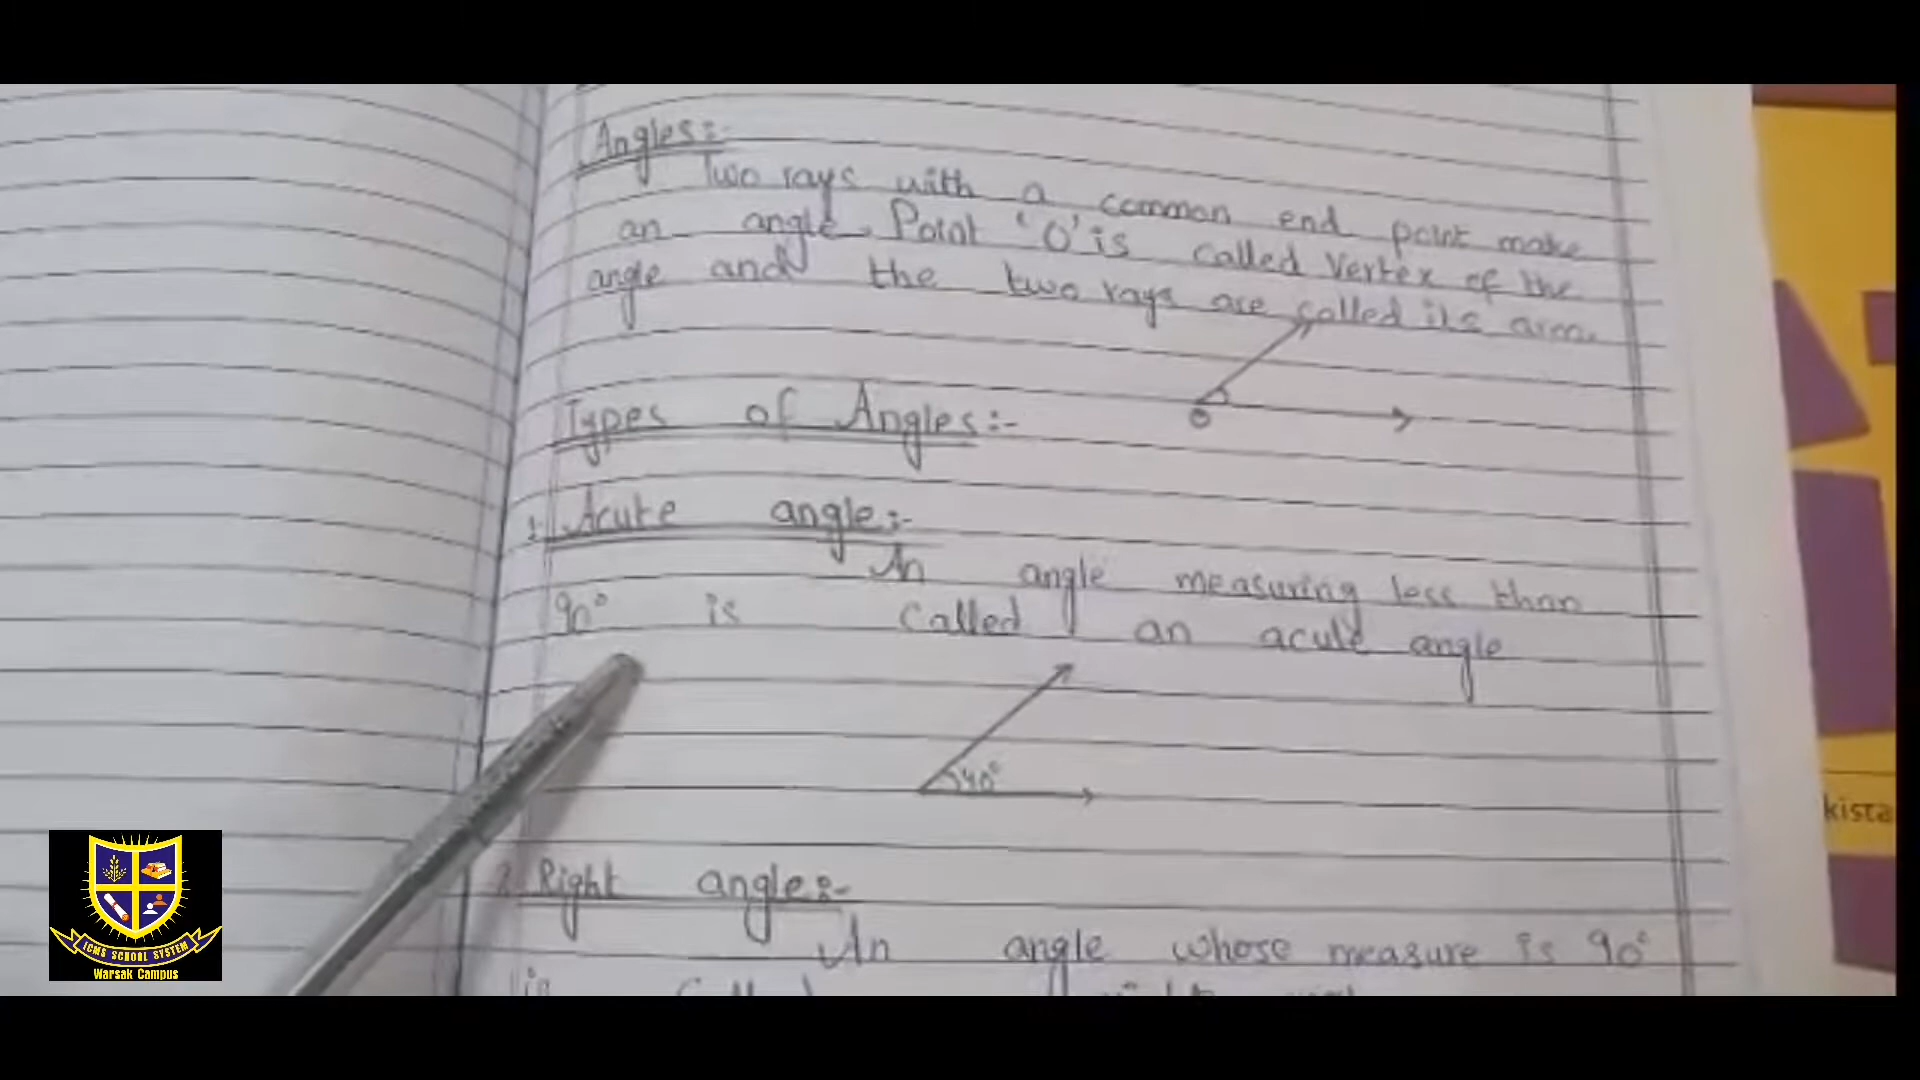 Angles:-
Two rays with a common end point make
an angle. Point 'O' is called Vertex of the
angle and the two rays are called its arm.
O
Types of Angles:-
1. Acute angle:-
An angle measuring less than
90° is called an acute angle
40°
2. Right angle:-
An angle whose measure is 90°
is called
kista
ICMS SCHOOL SYSTEM
Warsak Campus